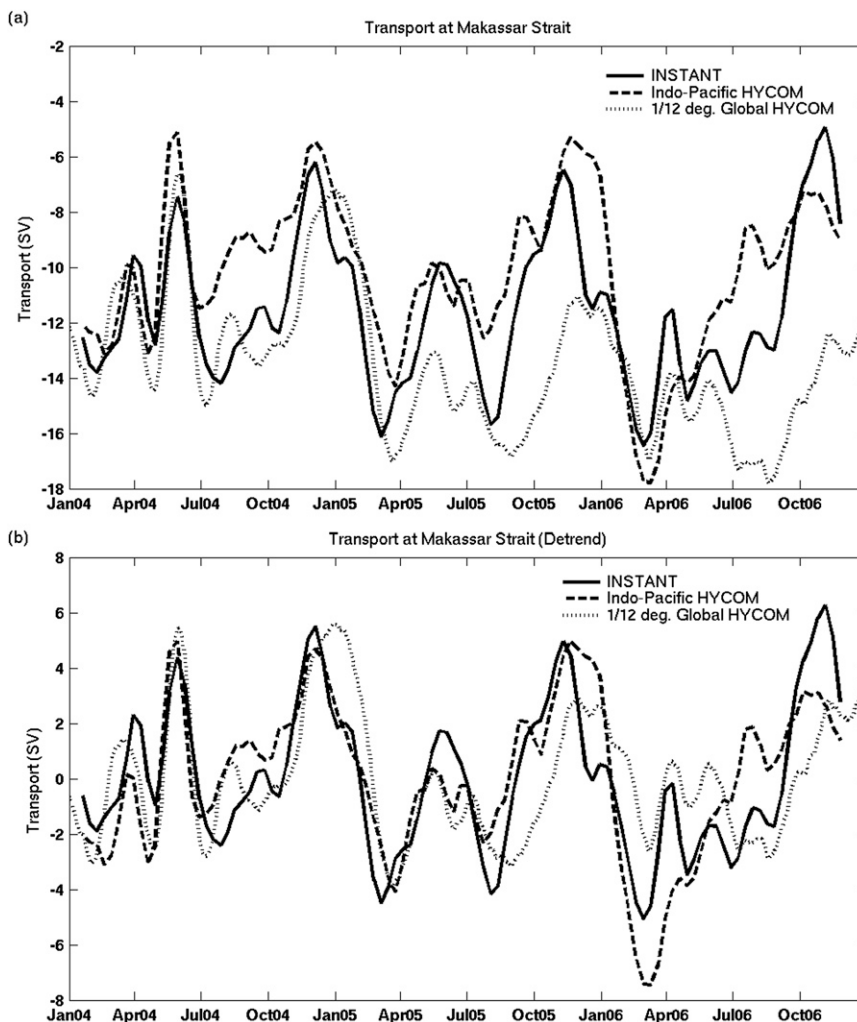 (a)
Transport at Makassar Strait
INSTANT
Indo-Pacific HYCOM
1/12 deg. Global HYCOM
Transport (SV)
-2
-4
-6
-8
-10
-12
-14
-16
-18
Jan04 Apr04 Jul04 Oct04 Jan05 Apr05 Jul05 Oct05 Jan06 Apr06 Jul06 Oct06
(b)
Transport at Makassar Strait (Detrend)
INSTANT
Indo-Pacific HYCOM
1/12 deg. Global HYCOM
Transport (SV)
8
6
4
2
0
-2
-4
-6
-8
Jan04 Apr04 Jul04 Oct04 Jan05 Apr05 Jul05 Oct05 Jan06 Apr06 Jul06 Oct06